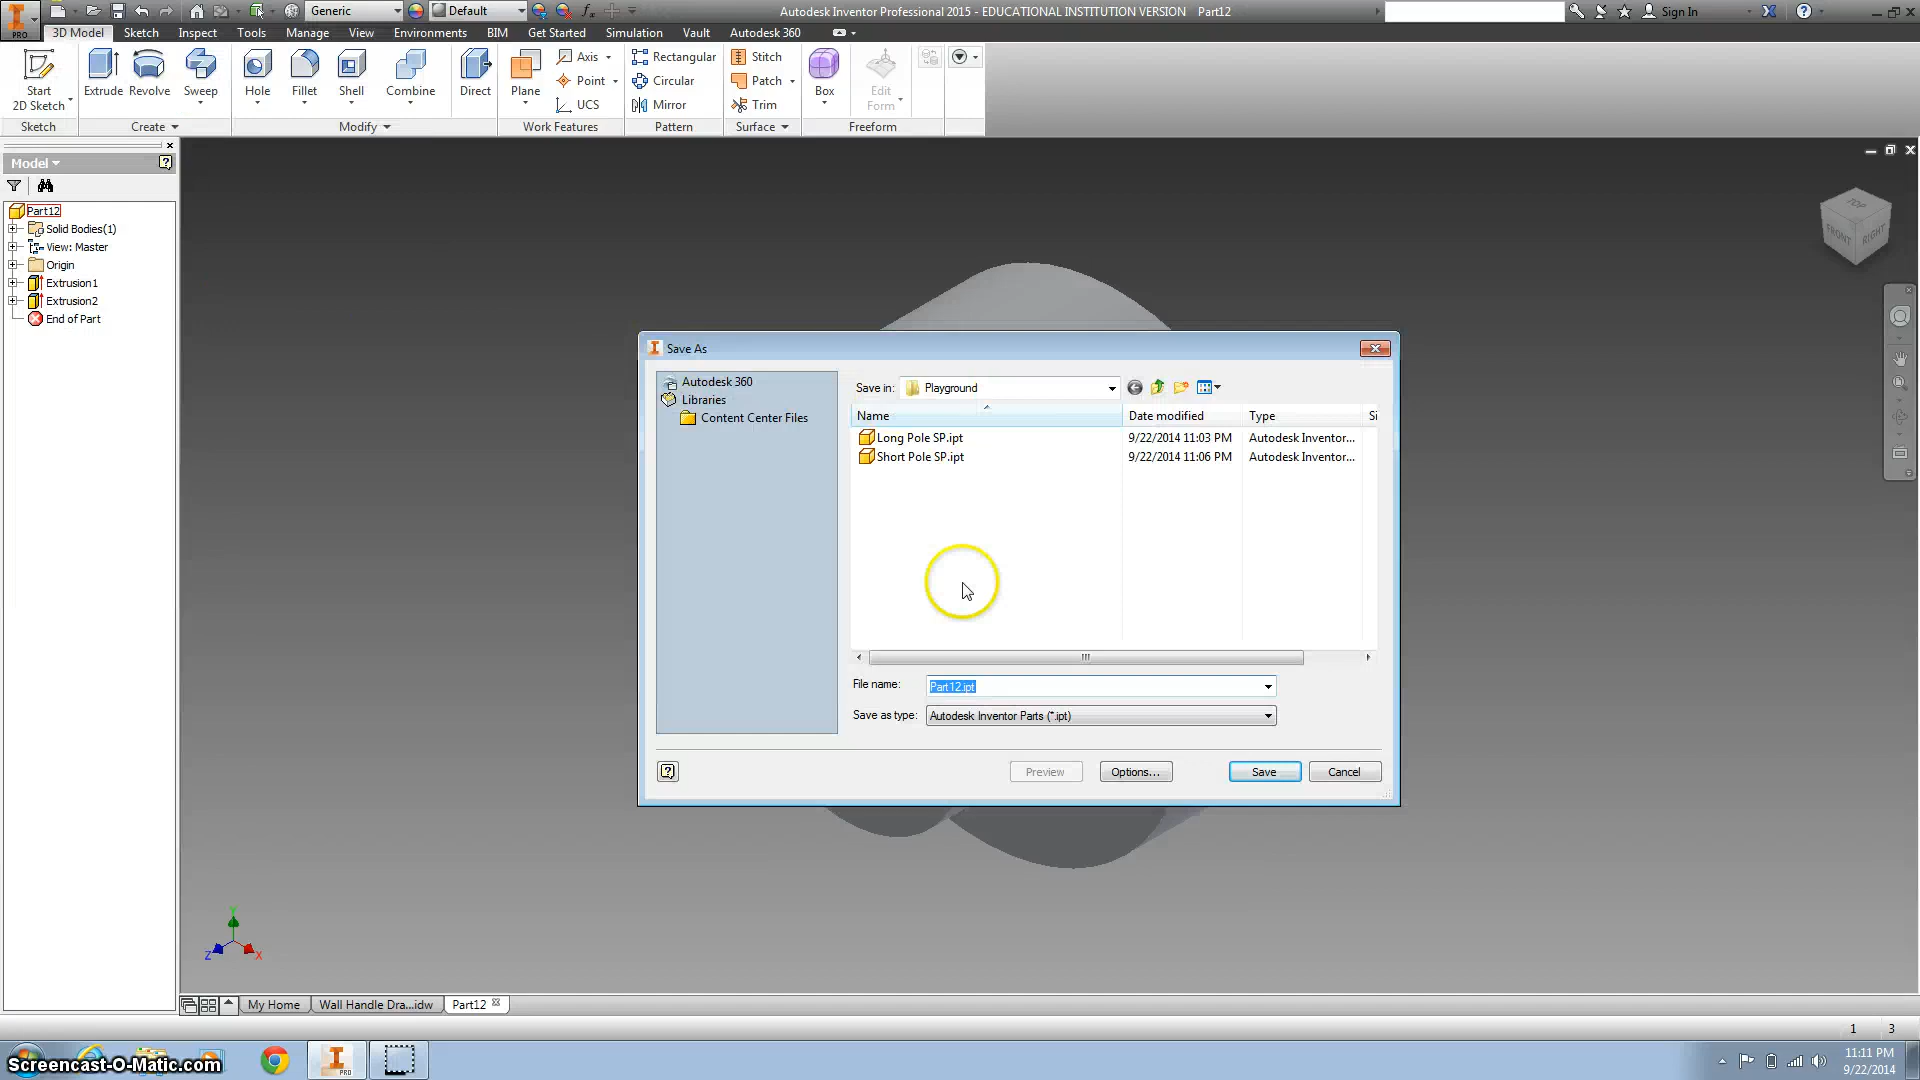 Generic
Default
Autodesk Inventor Professional 2015 - EDUCATIONAL INSTITUTION VERSION Part12
Sign In
PRO
3D Model Sketch Inspect Tools Manage View Environments BIM Get Started Simulation Vault Autodesk 360
Start
2D Sketch
Extrude Revolve Sweep
Hole Fillet Shell Combine
Direct
Plane
Axis
Point
UCS
Rectangular
Circular
Mirror
Stitch
Patch
Trim
Box
Edit
Form
Sketch Create Modify Work Features Pattern Surface Freeform
Model
Part12
Solid Bodies(1)
View: Master
Origin
Extrusion1
Extrusion2
End of Part
TOP
FRONT
RIGHT
Save As
Autodesk 360
Libraries
Content Center Files
Save in: Playground
Name Date modified Type Si
Long Pole SP.ipt 9/22/2014 11:03 PM Autodesk Inventor...
Short Pole SP.ipt 9/22/2014 11:06 PM Autodesk Inventor...
File name: Part12.ipt
Save as type: Autodesk Inventor Parts (*.ipt)
Preview Options... Save Cancel
Y
Z
X
My Home Wall Handle Dra...idw Part12
1 3
Screencast-O-Matic.com
PRO
11:11 PM
9/22/2014